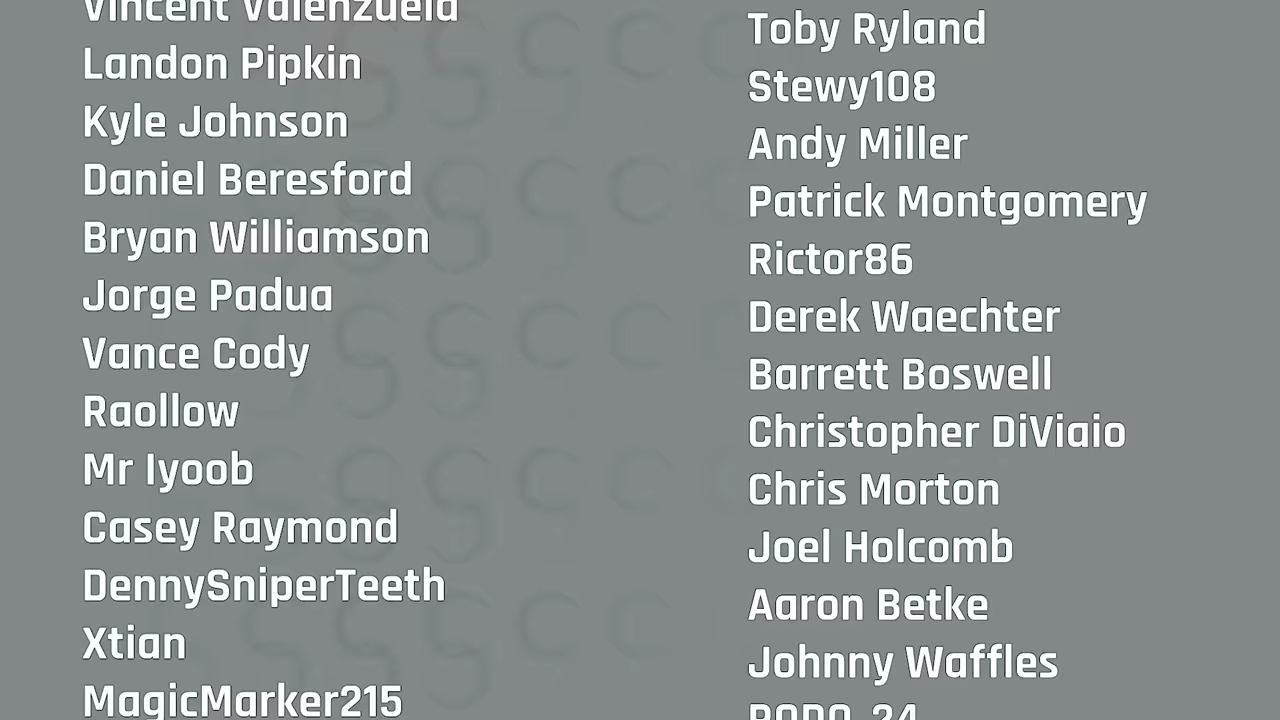 Vincent Valenzuela
Landon Pipkin
Kyle Johnson
Daniel Beresford
Bryan Williamson
Jorge Padua
Vance Cody
Raollow
Mr Iyoob
Casey Raymond
DennySniperTeeth
Xtian
MagicMarker215
Toby Ryland
Stewy108
Andy Miller
Patrick Montgomery
Rictor86
Derek Waechter
Barrett Boswell
Christopher DiViaio
Chris Morton
Joel Holcomb
Aaron Betke
Johnny Waffles